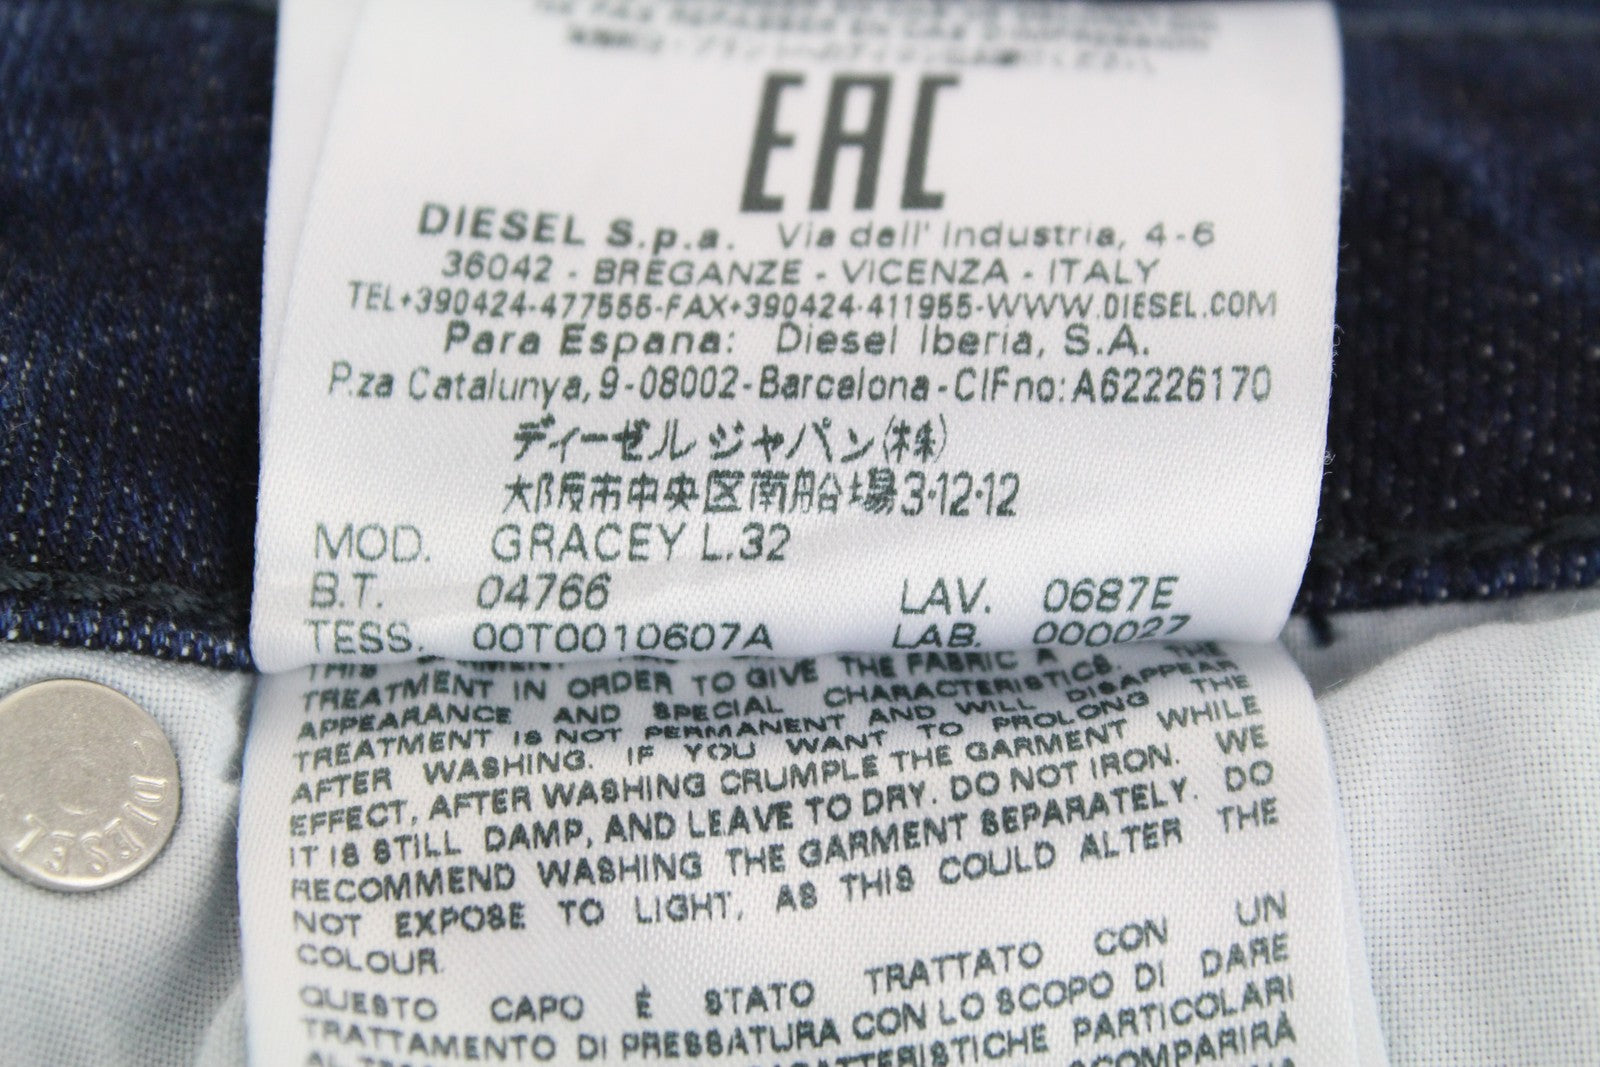 EAC
DIESEL S.p.a. Via dell' Industria, 4-6
36042 - BREGANZE - VICENZA - ITALY
TEL+390424-477555-FAX+390424-411955-WWW.DIESEL.COM
Para Espana: Diesel Iberia, S.A.
P.za Catalunya, 9-08002-Barcelona-CIFno:A62226170
ディーゼルジャパン(株)
大阪市中央区南船場3-12-12
MOD. GRACEY L.32
B.T. 04766 LAV. 0687E
TESS. 00T0010607A LAB. 000027
THIS GARMENT
TREATMENT IN ORDER TO GIVE THE FABRIC A THE
APPEARANCE AND SPECIAL CHARACTERISTICS. THE
TREATMENT IS NOT PERMANENT AND WILL DISAPPEAR
AFTER WASHING. IF YOU WANT TO PROLONG THE
EFFECT, AFTER WASHING CRUMPLE THE GARMENT WHILE
IT IS STILL DAMP, AND LEAVE TO DRY. DO NOT IRON. WE
RECOMMEND WASHING THE GARMENT SEPARATELY. DO
NOT EXPOSE TO LIGHT, AS THIS COULD ALTER THE
COLOUR.
QUESTO CAPO È STATO TRATTATO CON UN
TRATTAMENTO DI PRESSATURA CON LO SCOPO DI DARE
CARATTERISTICHE PARTICOLARI
SCOMPARIRÀ
DIESEL